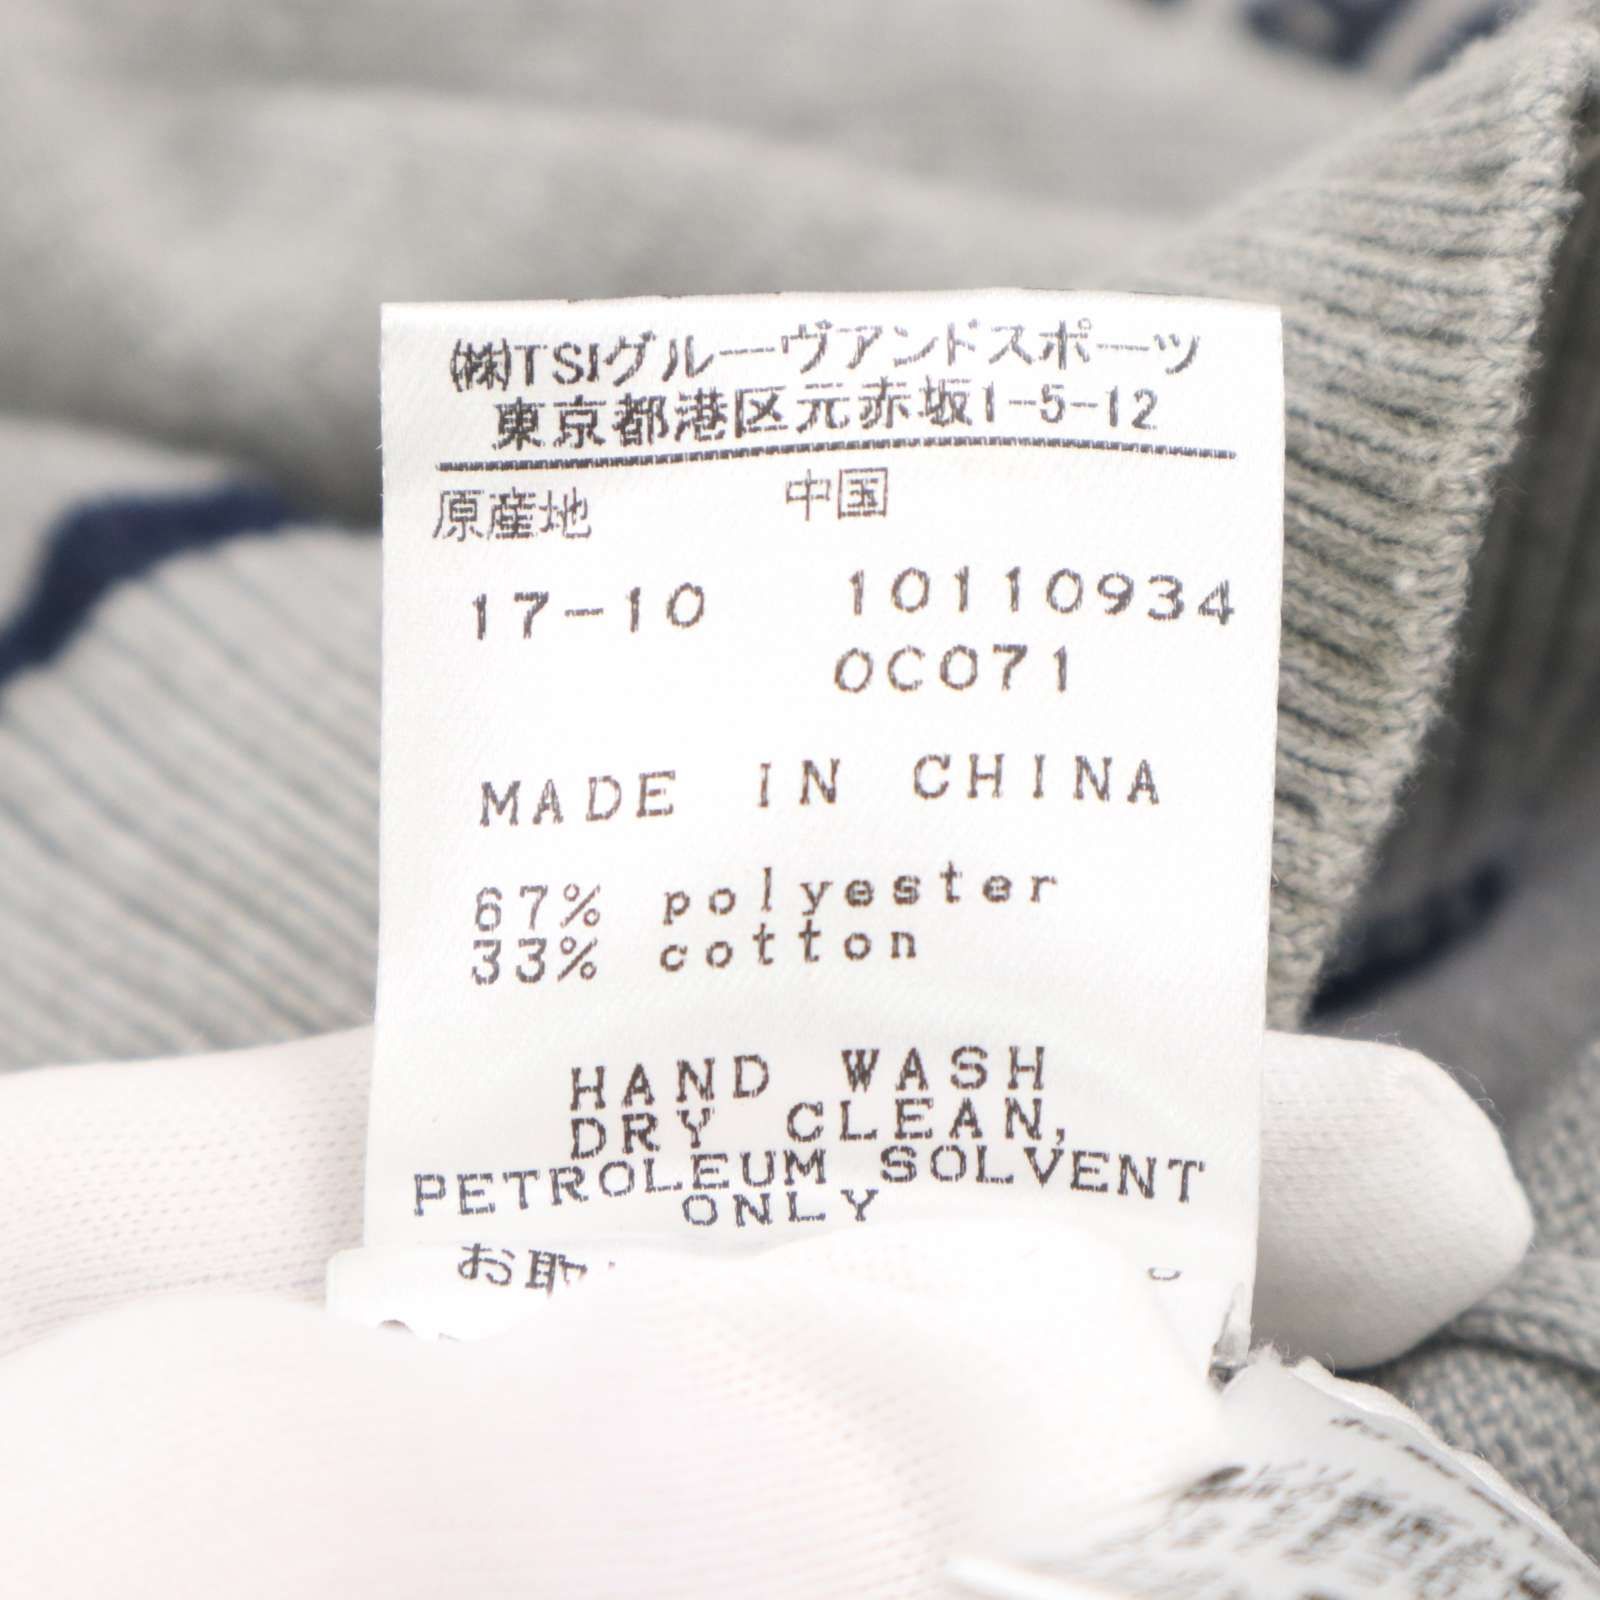 (株)TSIグルーヴアンドスポーツ
東京都港区元赤坂1-5-12
原産地 中国
17-10 10110934
0C071
MADE IN CHINA
67% polyester
33% cotton
HAND WASH
DRY CLEAN,
PETROLEUM SOLVENT
ONLY
お取